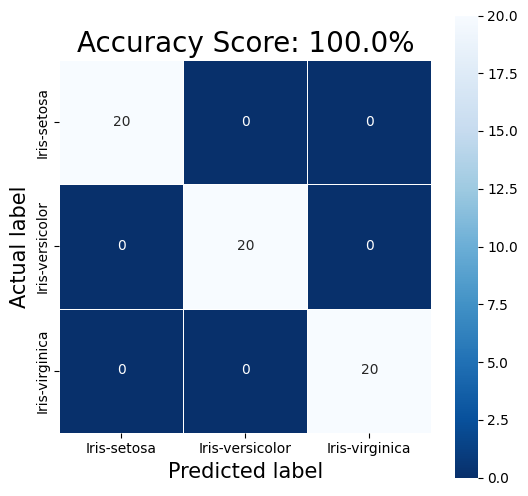 Accuracy Score: 100.0%
Actual label
Iris-setosa
20 0 0
Iris-versicolor
0 20 0
Iris-virginica
0 0 20
Iris-setosa Iris-versicolor Iris-virginica
Predicted label
20.0
17.5
15.0
12.5
10.0
7.5
5.0
2.5
0.0